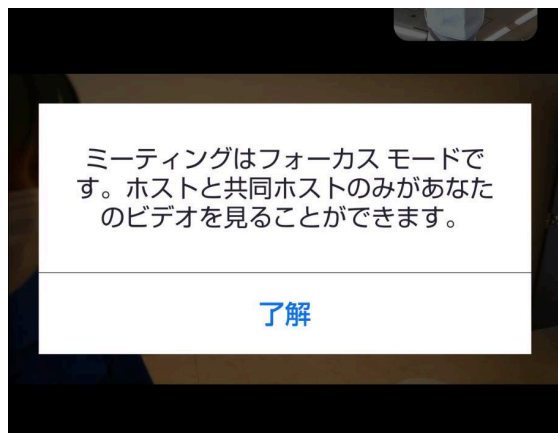 ミーティングはフォーカス モードで
す。ホストと共同ホストのみがあなた
のビデオを見ることができます。
了解